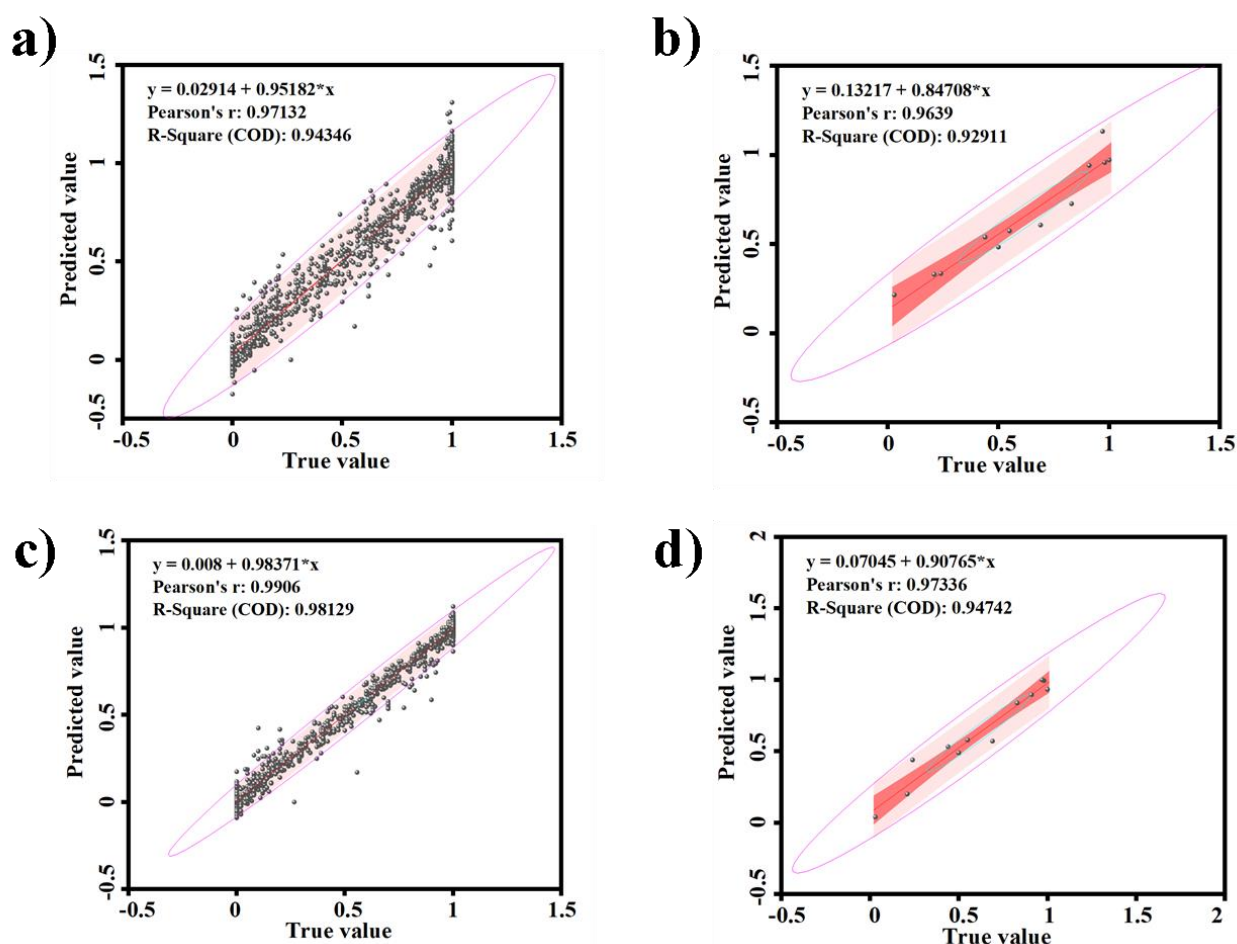 a)
y = 0.02914 + 0.95182*x
Pearson's r: 0.97132
R-Square (COD): 0.94346
1.5
1
0.5
0
-0.5
Predicted value
-0.5 0 0.5 1 1.5
True value
b)
y = 0.13217 + 0.84708*x
Pearson's r: 0.9639
R-Square (COD): 0.92911
1.5
1
0.5
0
-0.5
Predicted value
-0.5 0 0.5 1 1.5
True value
c)
y = 0.008 + 0.98371*x
Pearson's r: 0.9906
R-Square (COD): 0.98129
1.5
1
0.5
0
-0.5
Predicted value
-0.5 0 0.5 1 1.5
True value
d)
y = 0.07045 + 0.90765*x
Pearson's r: 0.97336
R-Square (COD): 0.94742
2
1.5
1
0.5
0
-0.5
Predicted value
-0.5 0 0.5 1 1.5 2
True value